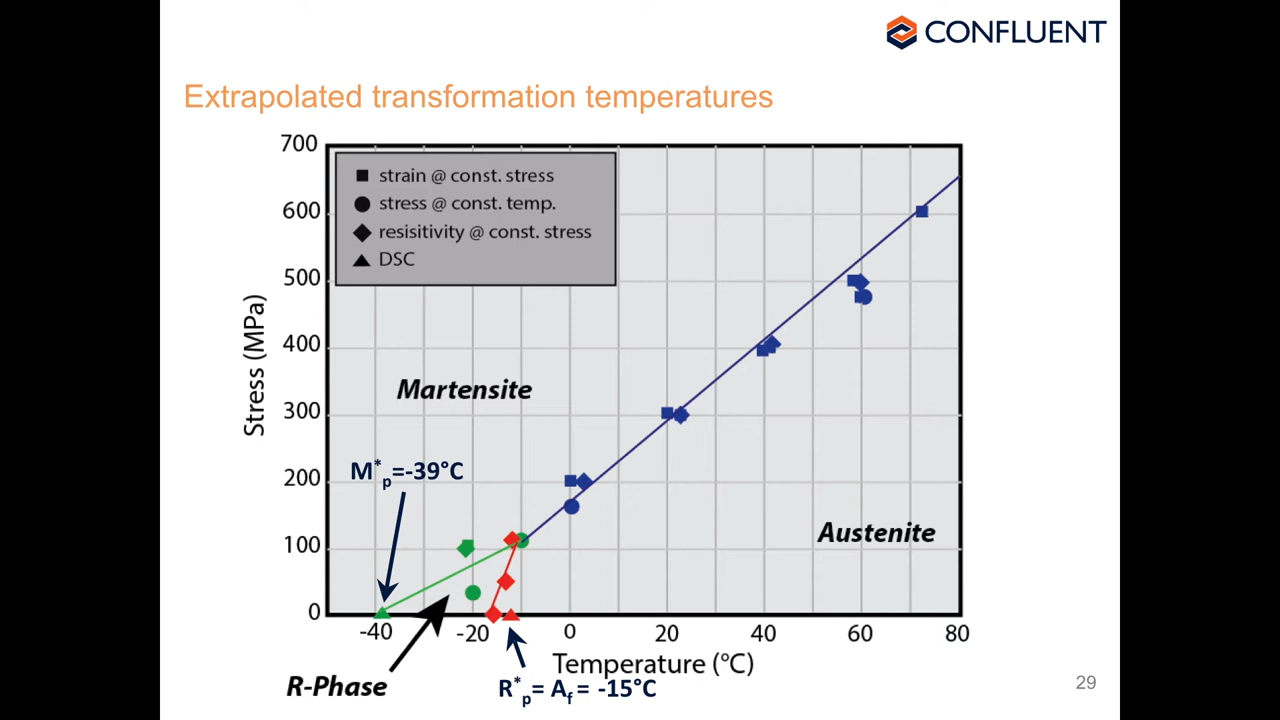 CONFLUENT
Extrapolated transformation temperatures
700
600
500
400
300
200
100
0
Stress (MPa)
strain @ const. stress
stress @ const. temp.
resisitivity @ const. stress
DSC
Martensite
M*p=-39°C
Austenite
-40 -20 0 20 40 60 80
Temperature (°C)
R-Phase
R*p= Af = -15°C
29